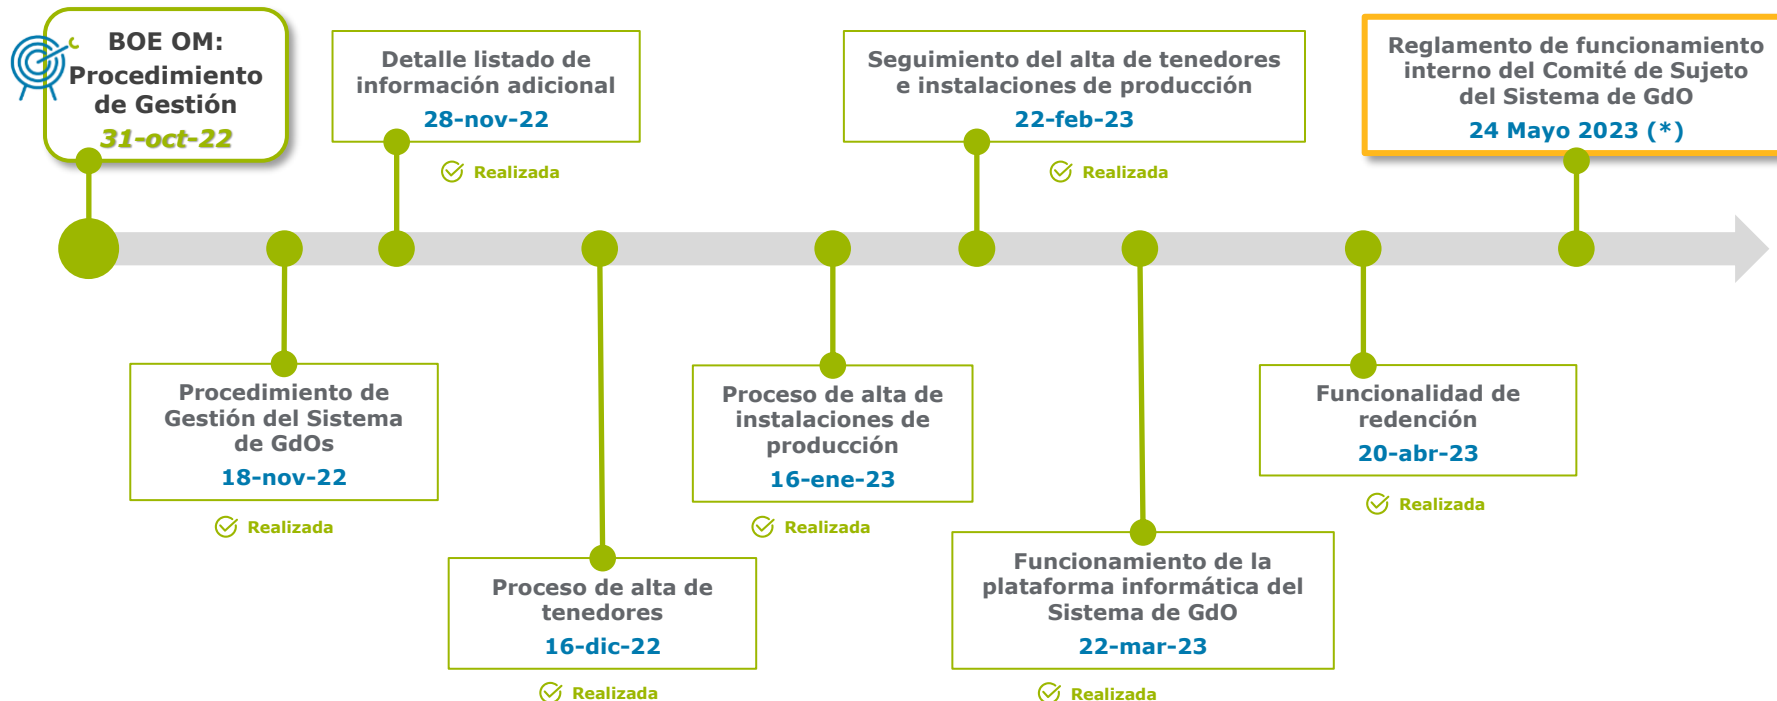 BOE OM:
Procedimiento
de Gestión
31-oct-22
Detalle listado de
información adicional
28-nov-22
Realizada
Seguimiento del alta de tenedores
e instalaciones de producción
22-feb-23
Realizada
Reglamento de funcionamiento
interno del Comité de Sujeto
del Sistema de GdO
24 Mayo 2023 (*)
Procedimiento de
Gestión del Sistema
de GdOs
18-nov-22
Realizada
Proceso de alta de
tenedores
16-dic-22
Realizada
Proceso de alta de
instalaciones de
producción
16-ene-23
Realizada
Funcionamiento de la
plataforma informática del
Sistema de GdO
22-mar-23
Realizada
Funcionalidad de
redención
20-abr-23
Realizada